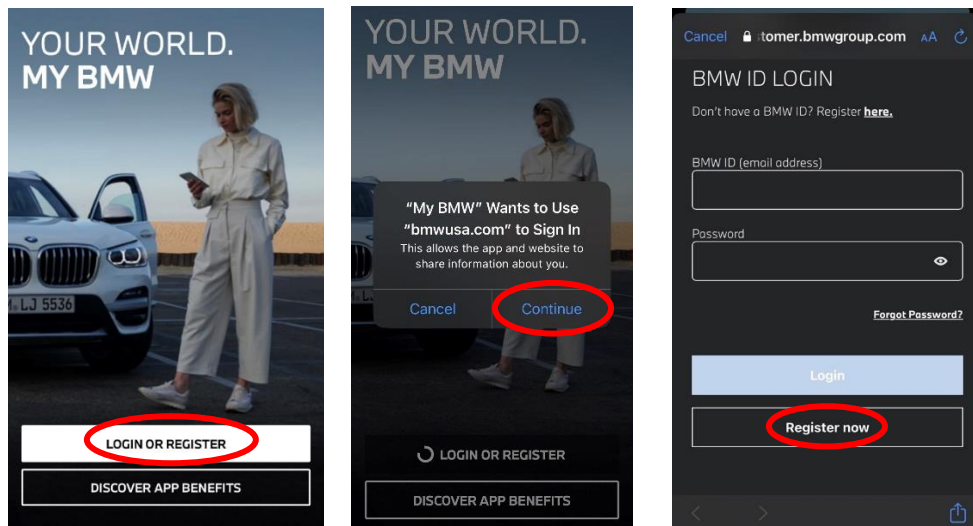 YOUR WORLD.
MY BMW
LJ 5536
LOGIN OR REGISTER
DISCOVER APP BENEFITS
YOUR WORLD.
MY BMW
"My BMW" Wants to Use
"bmwusa.com" to Sign In
This allows the app and website to
share information about you.
Cancel
Continue
LOGIN OR REGISTER
DISCOVER APP BENEFITS
Cancel
tomer.bmwgroup.com
AA
BMW ID LOGIN
Don't have a BMW ID? Register here.
BMW ID (email address)
Password
Forgot Password?
Login
Register now